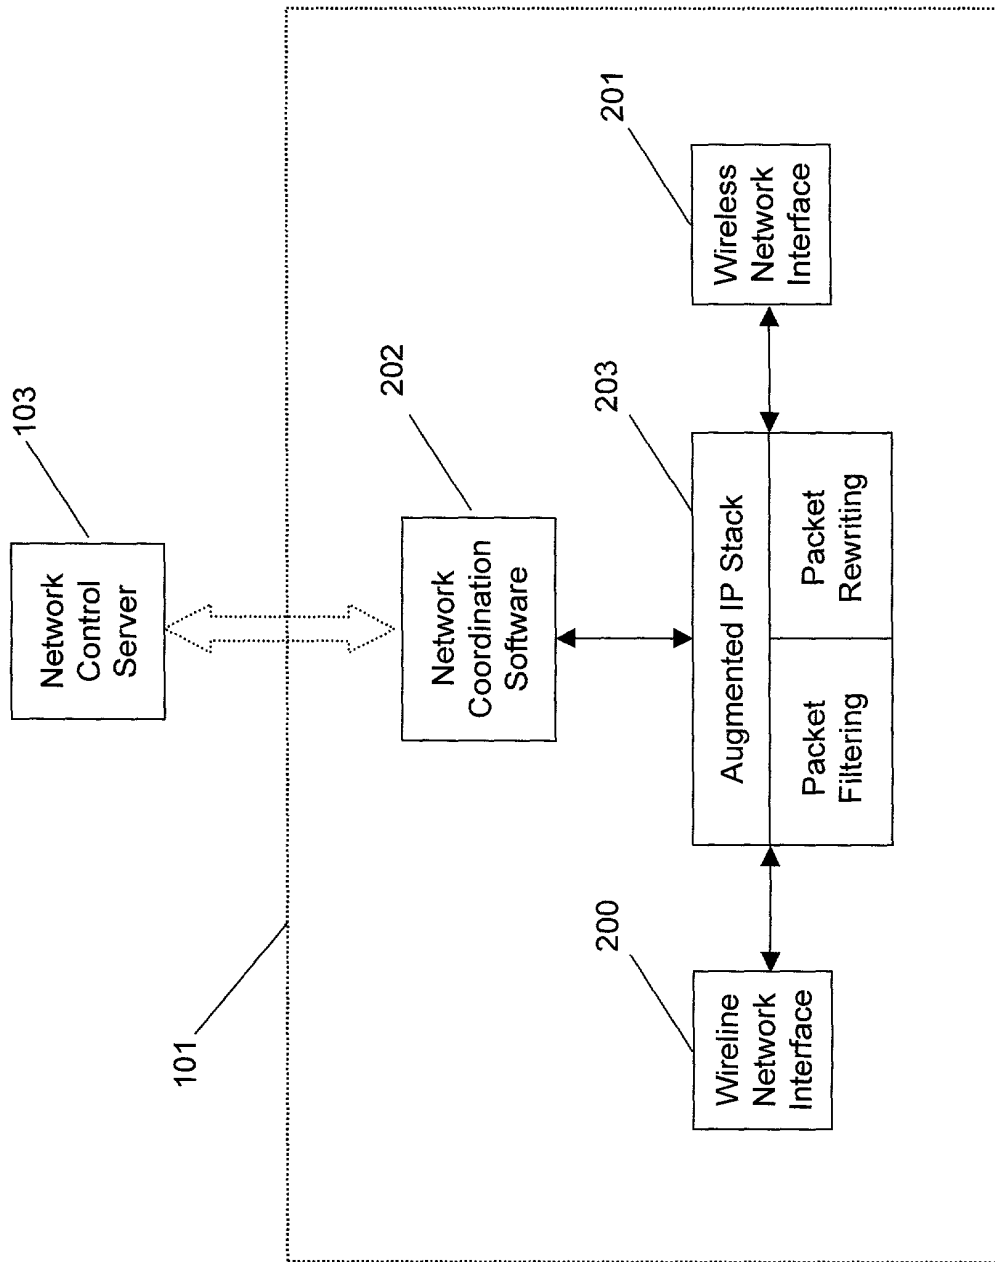 103
Network
Control
Server
101
202
Network
Coordination
Software
203
Augmented IP Stack
Packet
Filtering
Packet
Rewriting
200
Wireline
Network
Interface
201
Wireless
Network
Interface